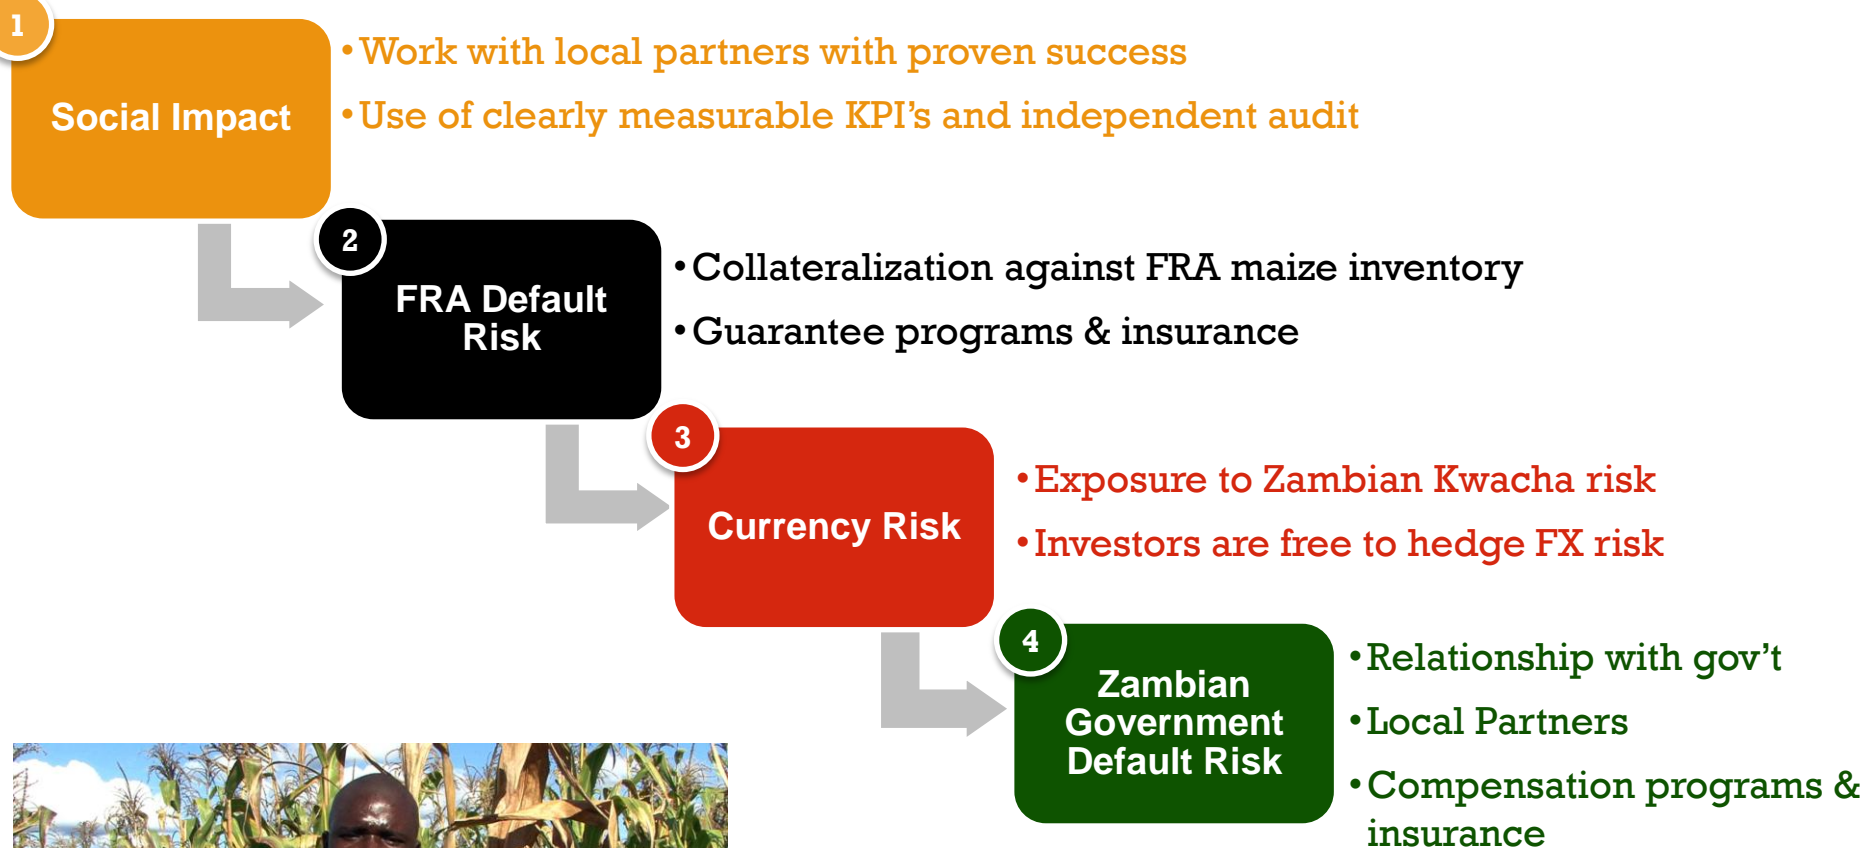 1
Social Impact
•Work with local partners with proven success
•Use of clearly measurable KPI's and independent audit
2
FRA Default
Risk
•Collateralization against FRA maize inventory
•Guarantee programs & insurance
3
Currency Risk
•Exposure to Zambian Kwacha risk
•Investors are free to hedge FX risk
4
Zambian
Government
Default Risk
•Relationship with gov't
•Local Partners
•Compensation programs &
insurance